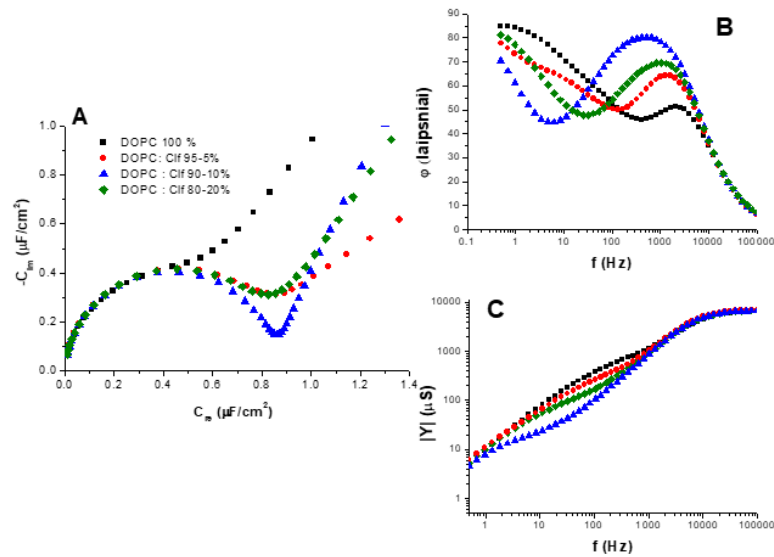 A
DOPC 100 %
DOPC: Clf 95-5%
DOPC : Clf 90-10%
DOPC : Clf 80-20%
-C_Im (μF/cm²)
1.0
0.8
0.6
0.4
0.2
0.0
0.0 0.2 0.4 0.6 0.8 1.0 1.2 1.4
C_re (μF/cm²)
B
φ (laipsniai)
90
80
70
60
50
40
30
20
10
0
0.1 1 10 100 1000 10000 100000
f (Hz)
C
|Y| (μS)
10000
1000
100
10
1
1 10 100 1000 10000 100000
f (Hz)